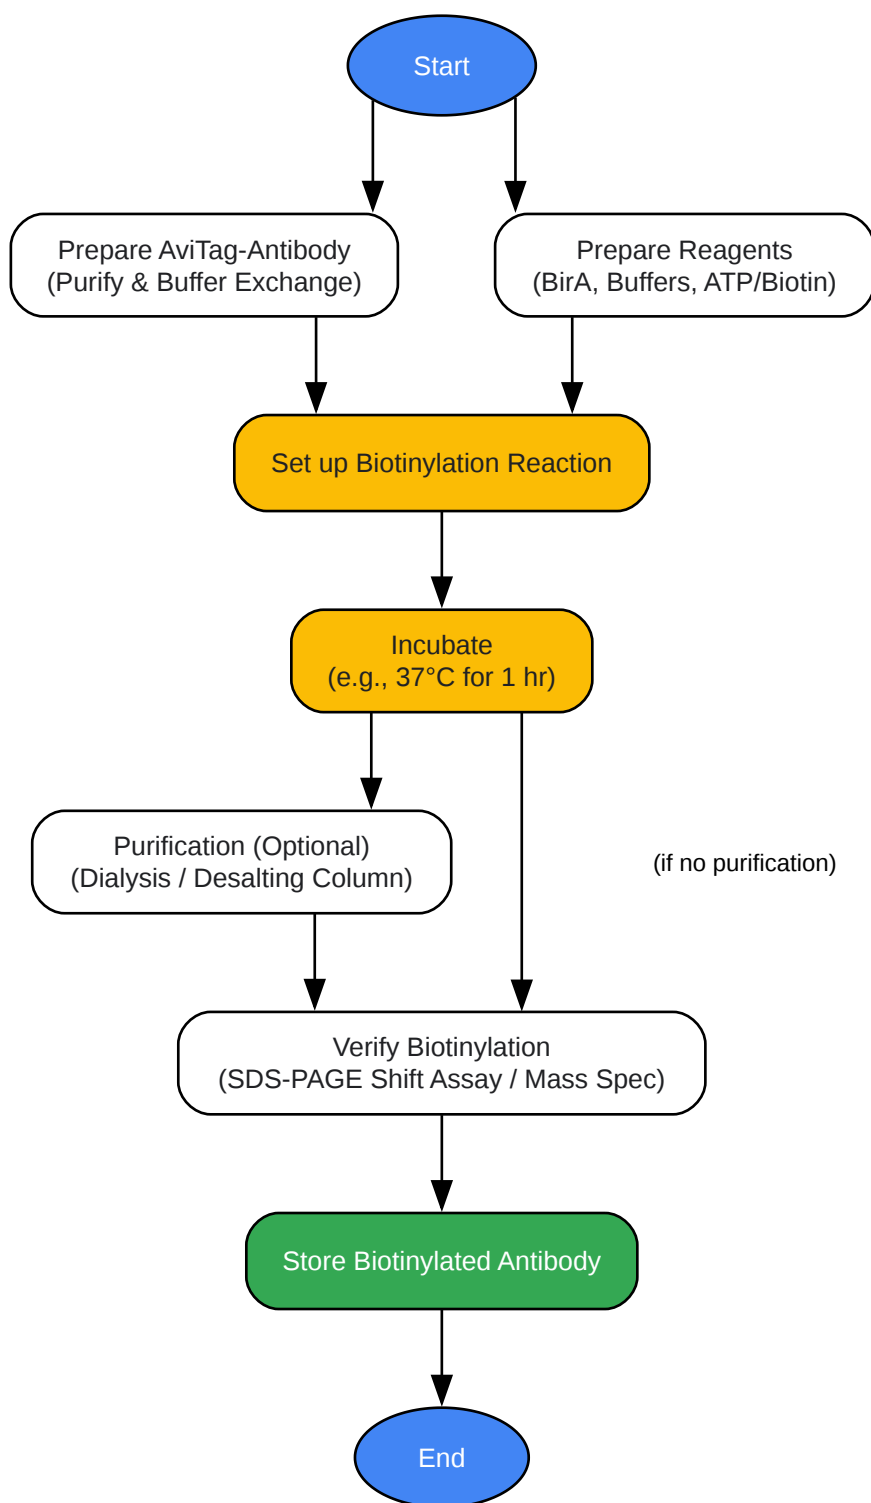 Start
Prepare AviTag-Antibody
(Purify & Buffer Exchange)
Prepare Reagents
(BirA, Buffers, ATP/Biotin)
Set up Biotinylation Reaction
Incubate
(e.g., 37°C for 1 hr)
Purification (Optional)
(Dialysis / Desalting Column)
(if no purification)
Verify Biotinylation
(SDS-PAGE Shift Assay / Mass Spec)
Store Biotinylated Antibody
End